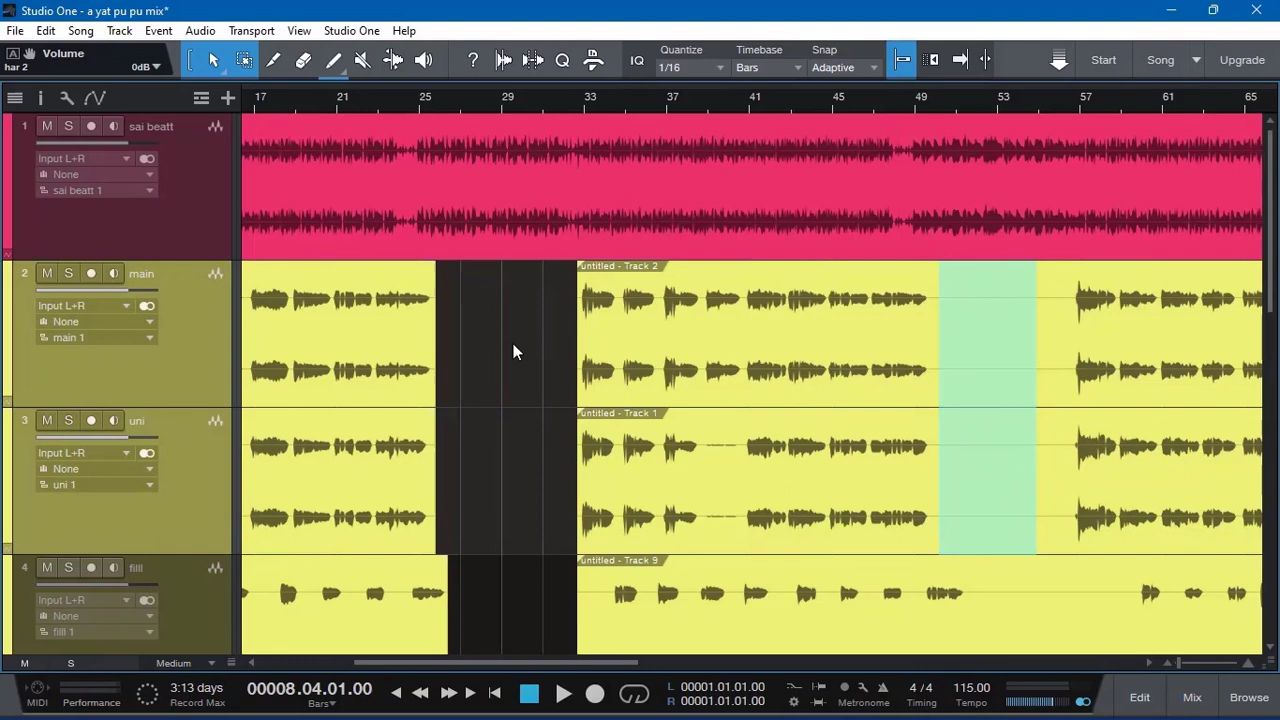 Studio One - a yat pu pu mix*
File Edit Song Track Event Audio Transport View Studio One Help
A Volume
har 2 0dB
? Q IQ
Quantize Timebase Snap
1/16 Bars Adaptive
Start Song Upgrade
i
17 21 25 29 33 37 41 45 49 53 57 61 65
1 M S sai beatt
Input L+R
None
sai beatt 1
2 M S main
untitled - Track 2
Input L+R
None
main 1
3 M S uni
untitled - Track 1
Input L+R
None
uni 1
4 M S filll
untitled - Track 9
Input L+R
None
filll 1
M S Medium
MIDI Performance
3:13 days
Record Max
00008.04.01.00
Bars
L 00001.01.01.00
R 00001.01.01.00
Metronome
4 / 4
Timing
115.00
Tempo
Edit Mix Browse